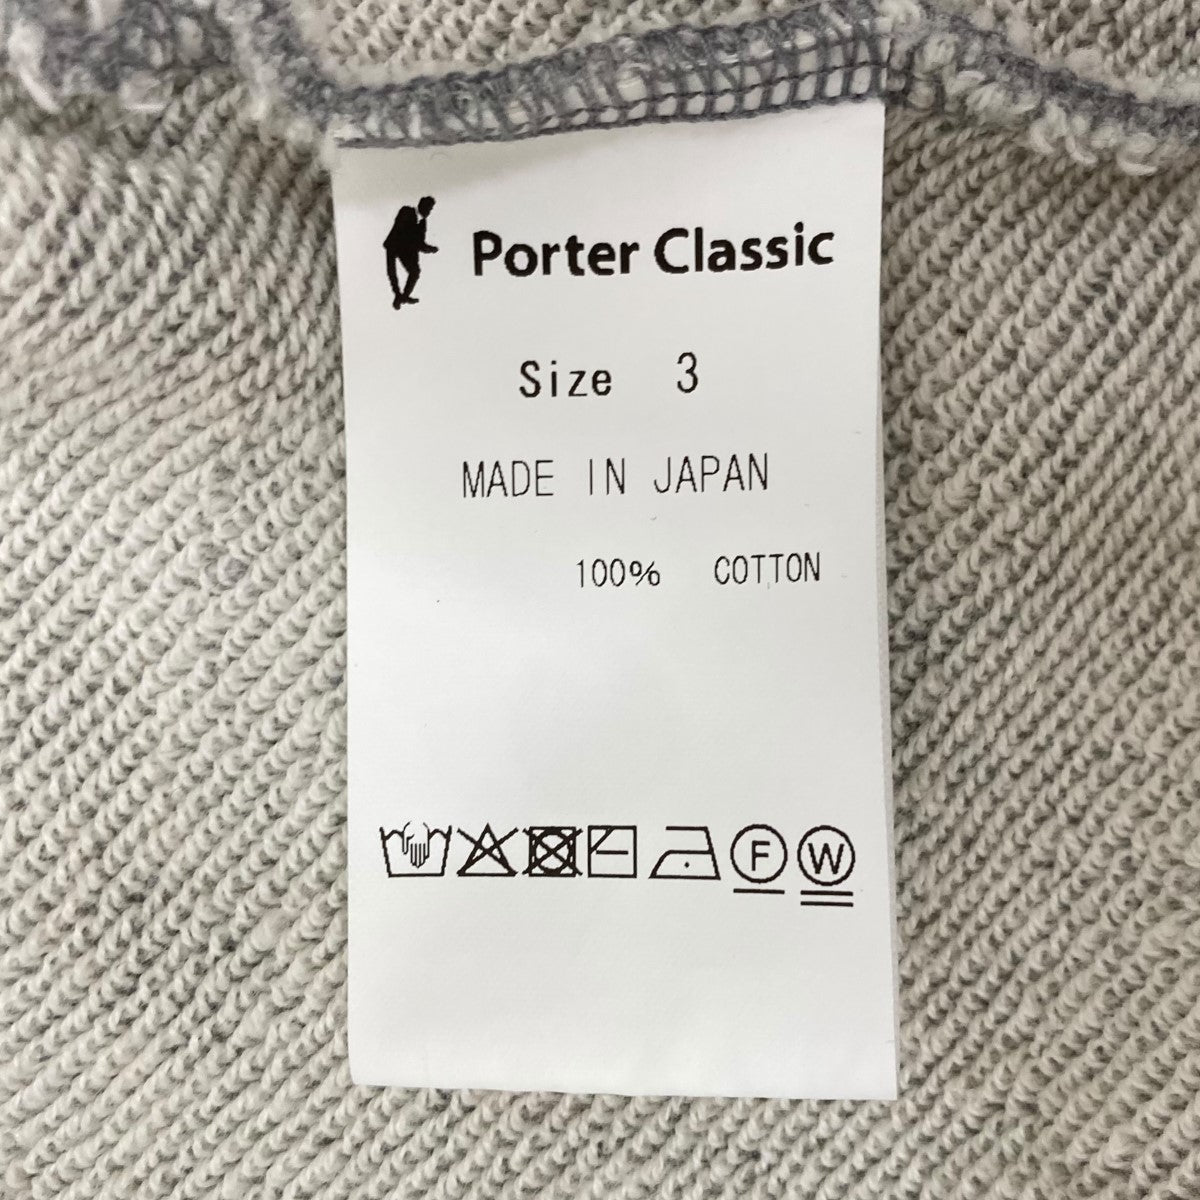 Porter Classic
Size 3
MADE IN JAPAN
100% COTTON
F W